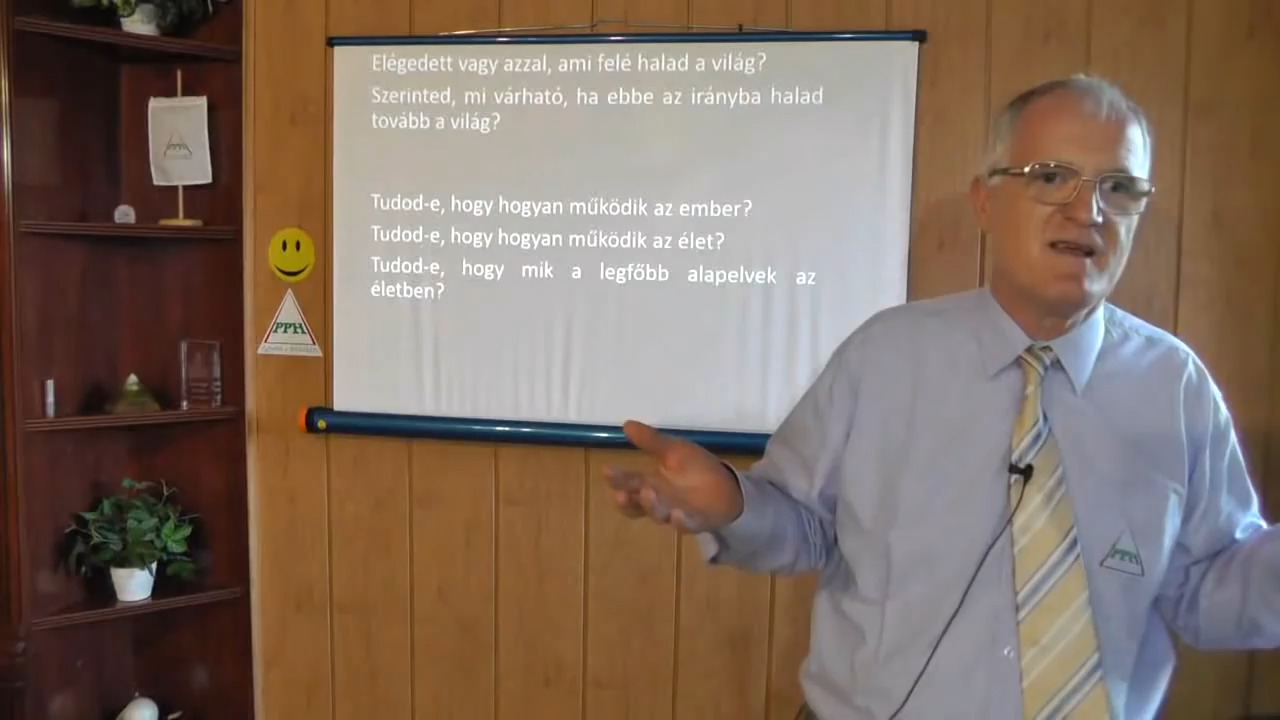 Elégedett vagy azzal, ami felé halad a világ?
Szerinted, mi várható, ha ebbe az irányba halad
tovább a világ?
Tudod-e, hogy hogyan működik az ember?
Tudod-e, hogy hogyan működik az élet?
Tudod-e, hogy mik a legfőbb alapelvek az
életben?
PPH
PPH
PPH